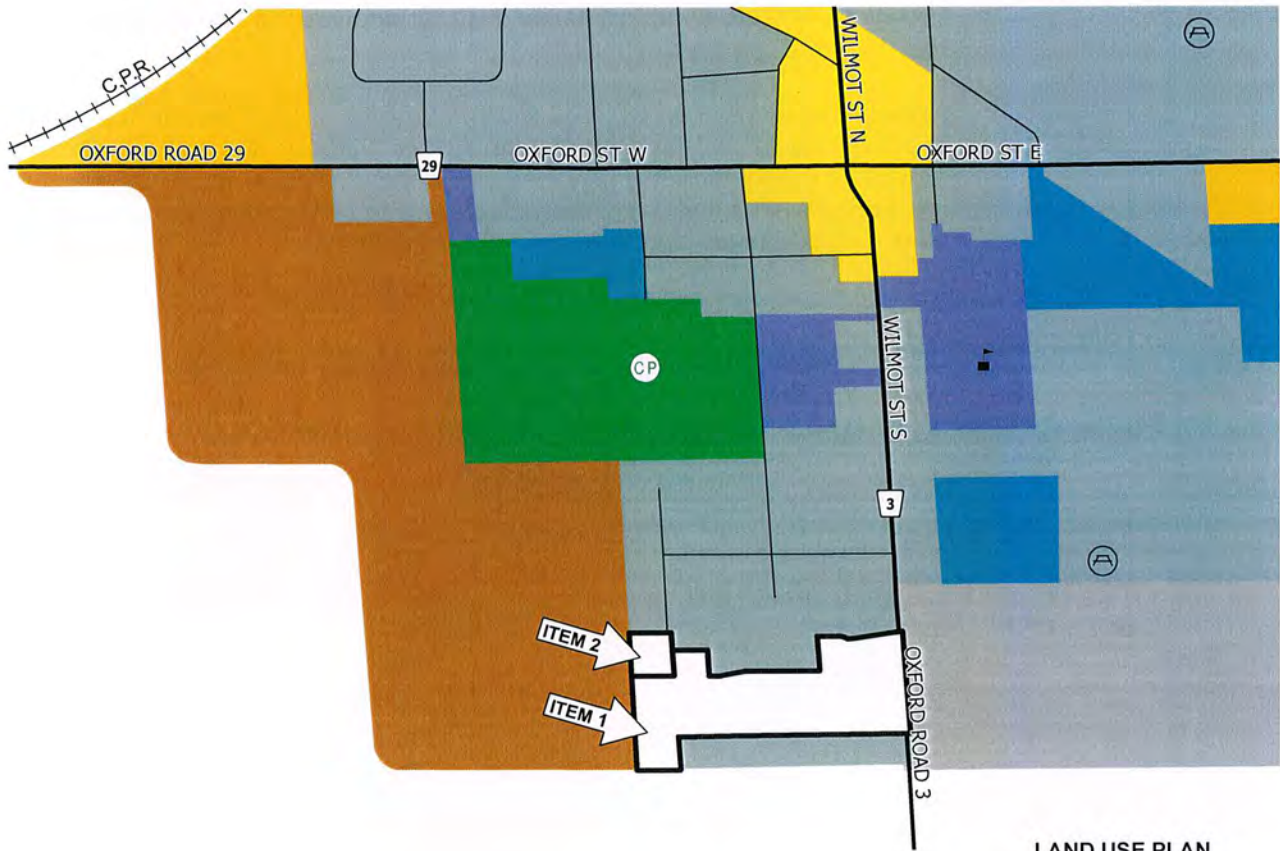 C.P.R.
WILMOT ST N
OXFORD ROAD 29
29
OXFORD ST W
OXFORD ST E
CP
WILMOT ST S
3
ITEM 2
ITEM 1
OXFORD ROAD 3
LAND USE PLAN